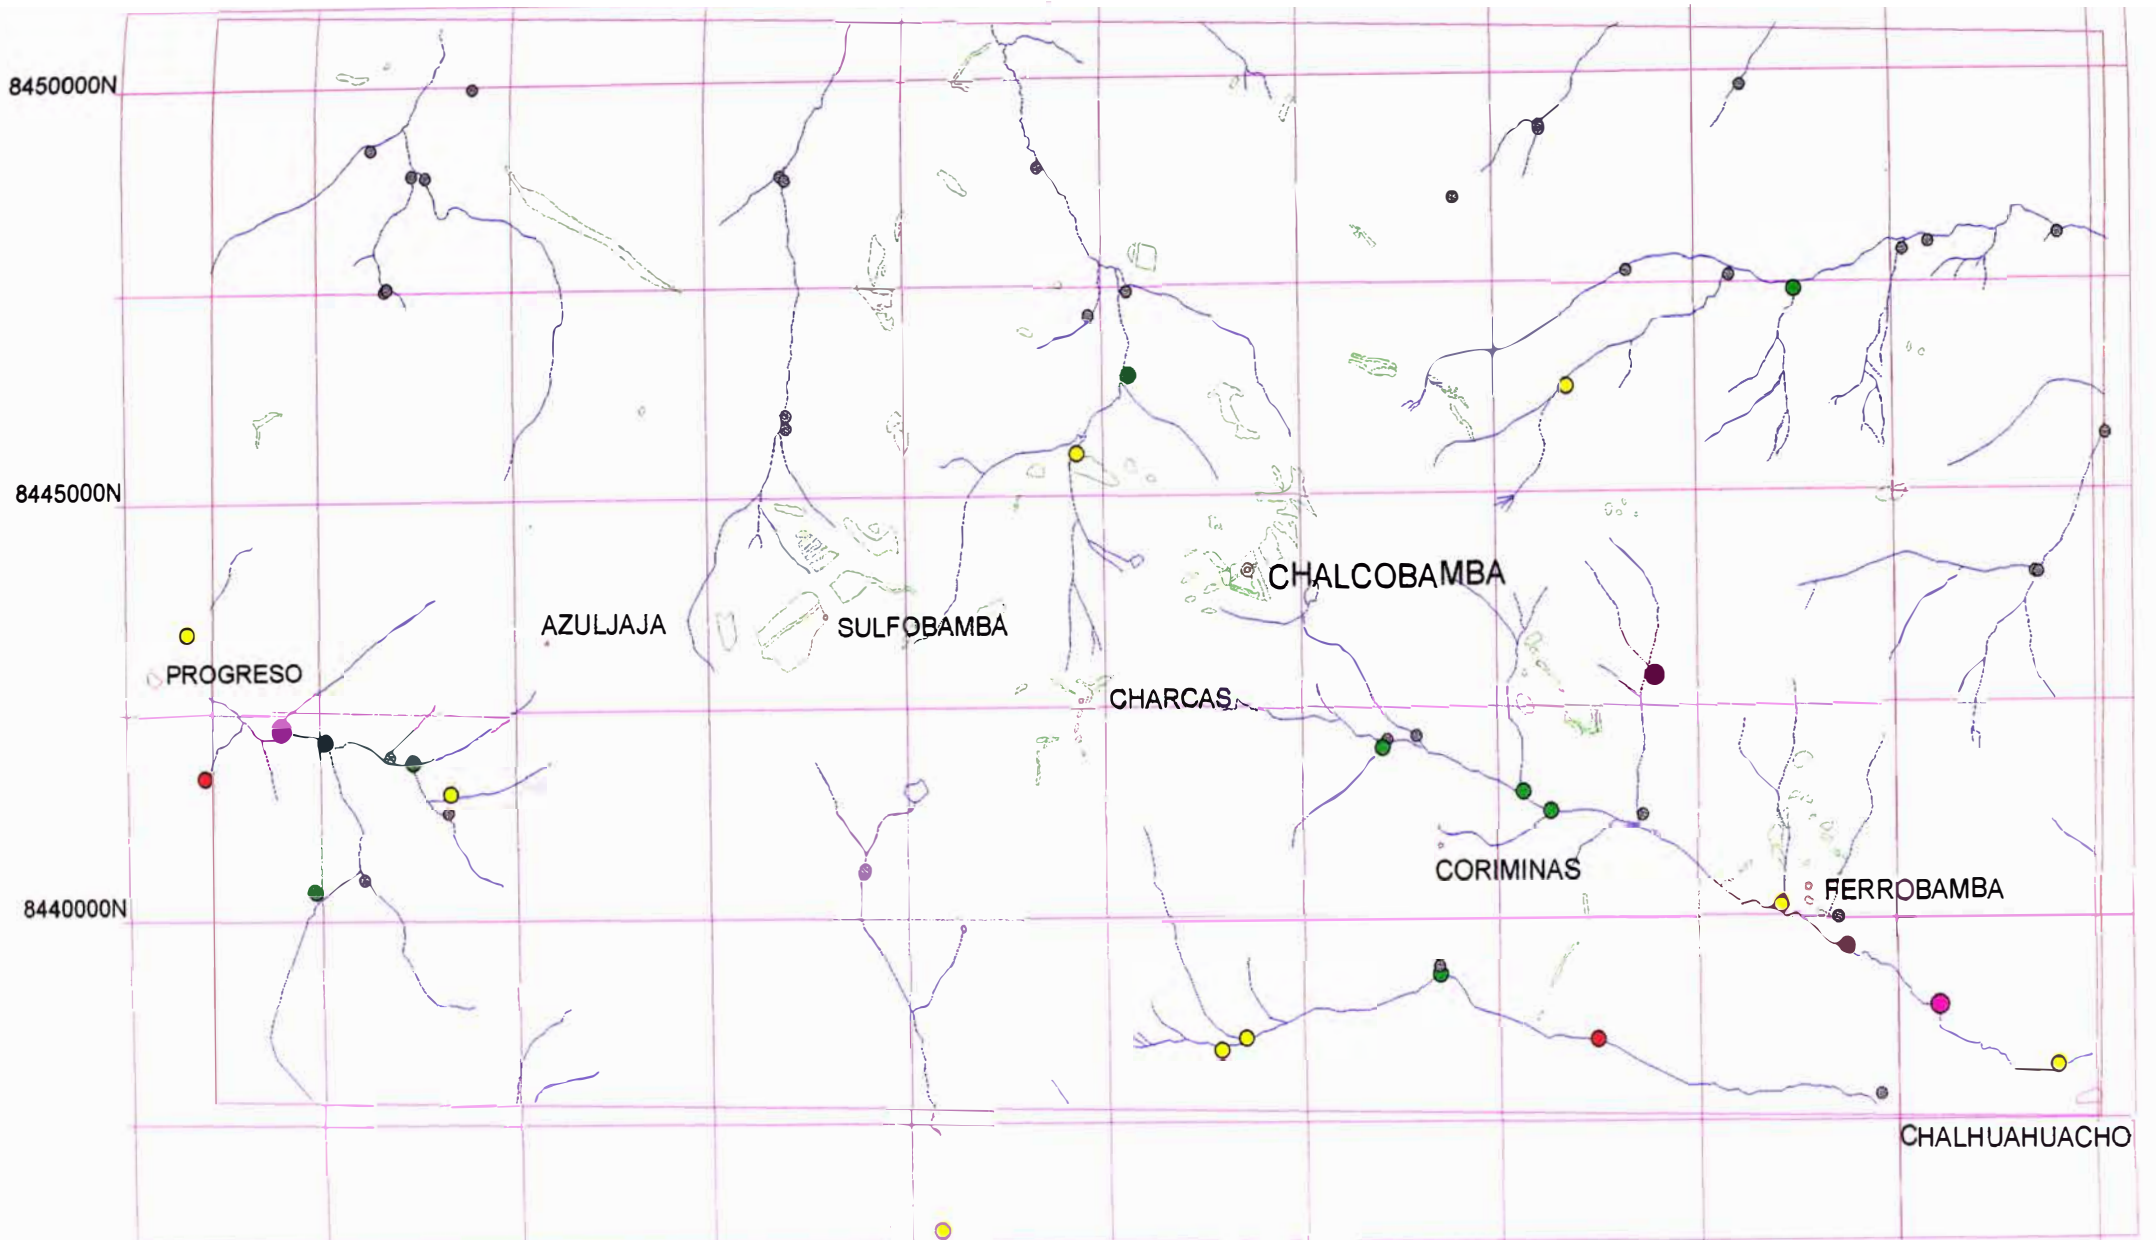 8450000N
8445000N
CHALCOBAMBA
AZULJAJA
SULFOBAMBA
PROGRESO
CHARCAS
CORIMINAS
FERROBAMBA
8440000N
CHALHUAHUACHO